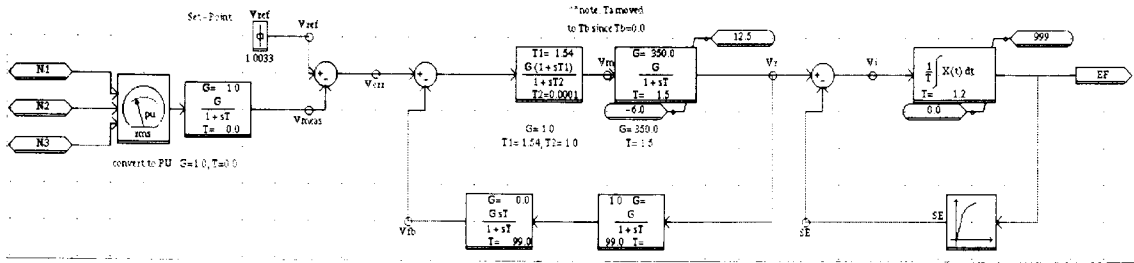 Set-Point
Vref
Vref
1.0033
**note. Ta moved
to Tb since Tb=0.0
12.5
999
N1
N2
N3
pu
rms
G= 1.0
G
1 + sT
T= 0.0
+
-
Verr
Vmeas
convert to PU G=1.0, T=0.0
+
-
T1= 1.54
G (1 + sT1)
1 + sT2
T2=0.0001
Vm
G= 350.0
G
1 + sT
T= 1.5
-6.0
G= 1.0
T1= 1.54, T2= 1.0
G= 350.0
T= 1.5
+
-
Vi
1
T
X(t) dt
T= 1.2
0.0
EF
Vfb
G= 0.0
G sT
1 + sT
T= 99.0
1.0 G=
G
1 + sT
99.0 T=
SE
SE